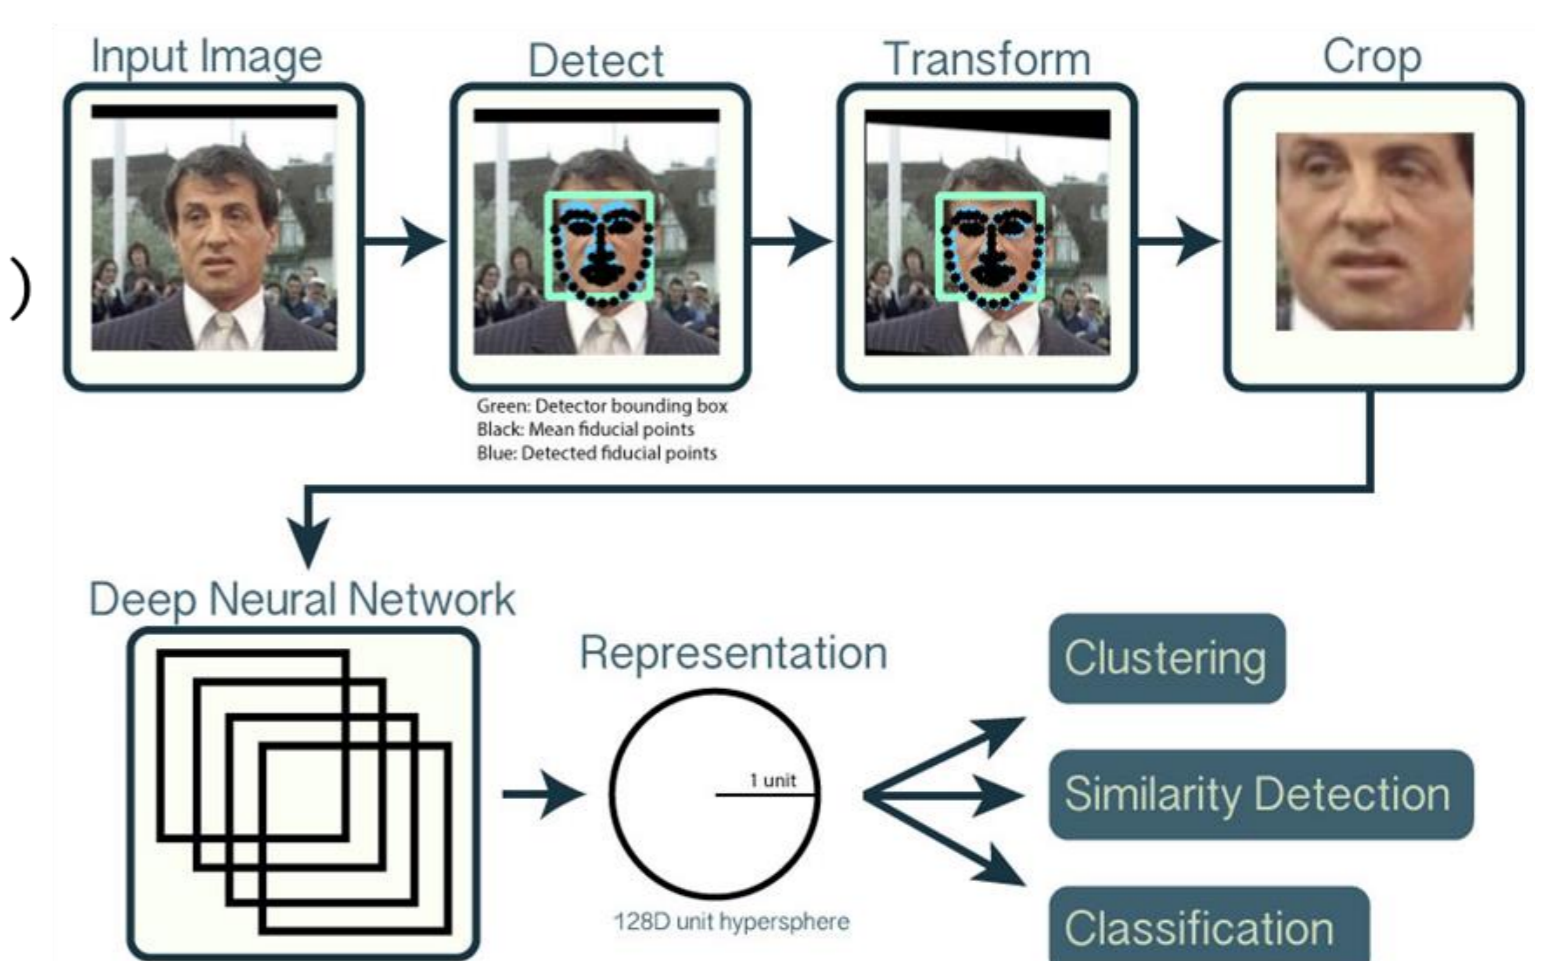 Input Image
Detect
Transform
Crop
)
Green: Detector bounding box
Black: Mean fiducial points
Blue: Detected fiducial points
Deep Neural Network
Representation
1 unit
128D unit hypersphere
Clustering
Similarity Detection
Classification